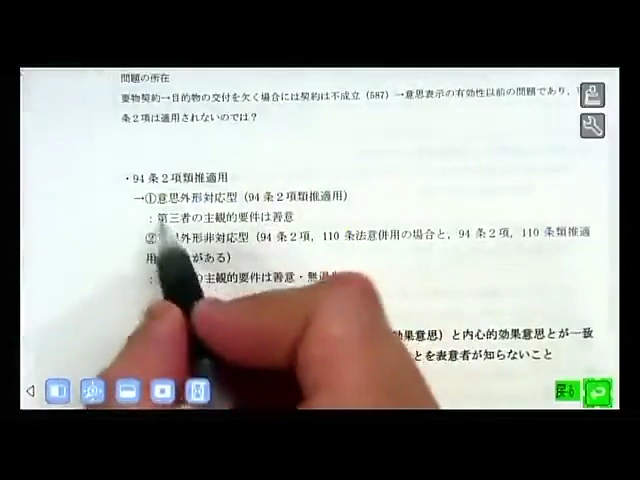 問題の所在
要物契約→目的物の交付を欠く場合には契約は不成立（587）→意思表示の有効性以前の問題であり、
条２項は適用されないのでは？
・94 条２項類推適用
→①意思外形対応型（94 条２項類推適用）
：第三者の主観的要件は善意
②外形非対応型（94 条２項、110 条法意併用の場合と、94 条２項、110 条類推適
用がある）
：の主観的要件は善意・無過
効果意思）と内心的効果意思とが一致
とを表意者が知らないこと
戻る